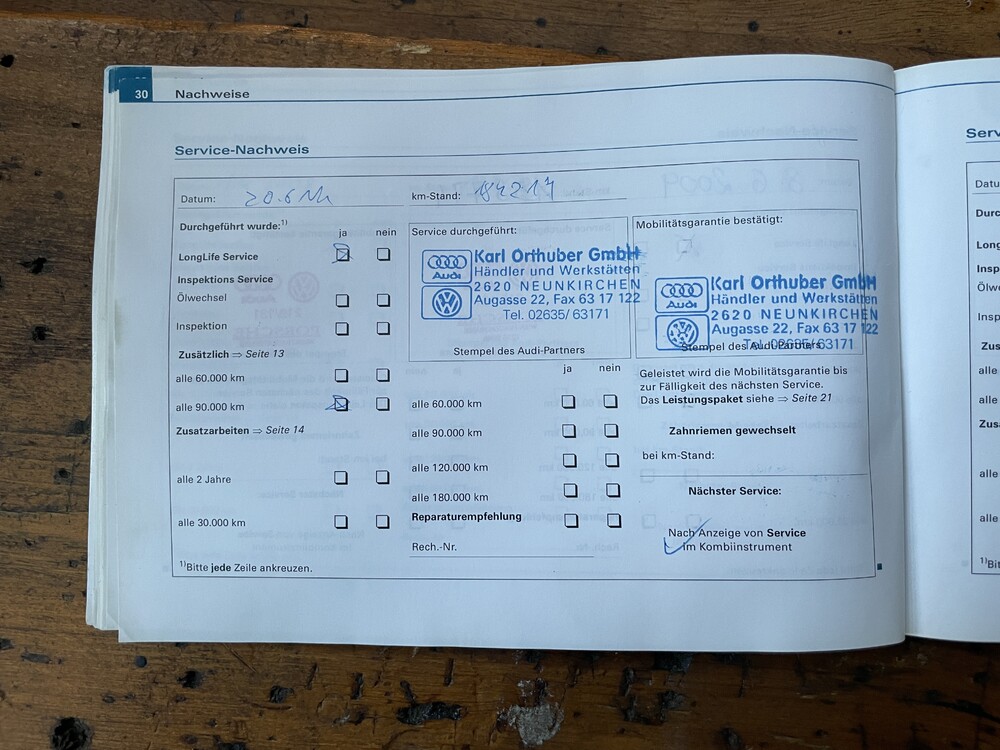 30 Nachweise
Service-Nachweis
Datum:
km-Stand: 184217
Durchgeführt wurde:1)
ja nein
LongLife Service
Inspektions Service
Ölwechsel
Inspektion
Zusätzlich ⇒ Seite 13
alle 60.000 km
alle 90.000 km
Zusatzarbeiten ⇒ Seite 14
alle 2 Jahre
alle 30.000 km
1)Bitte jede Zeile ankreuzen.
Service durchgeführt:
Audi
Karl Orthuber GmbH
Händler und Werkstätten
2620 NEUNKIRCHEN
Augasse 22, Fax 63 17 122
Tel. 02635/63171
Stempel des Audi-Partners
ja nein
alle 60.000 km
alle 90.000 km
alle 120.000 km
alle 180.000 km
Reparaturempfehlung
Rech.-Nr.
Mobilitätsgarantie bestätigt:
Audi
Karl Orthuber GmbH
Händler und Werkstätten
2620 NEUNKIRCHEN
Augasse 22, Fax 63 17 122
Tel. 02635/63171
Stempel des Audi-Partners
Geleistet wird die Mobilitätsgarantie bis
zur Fälligkeit des nächsten Service.
Das Leistungspaket siehe ⇒ Seite 21
Zahnriemen gewechselt
bei km-Stand:
Nächster Service:
Nach Anzeige von Service
im Kombiinstrument